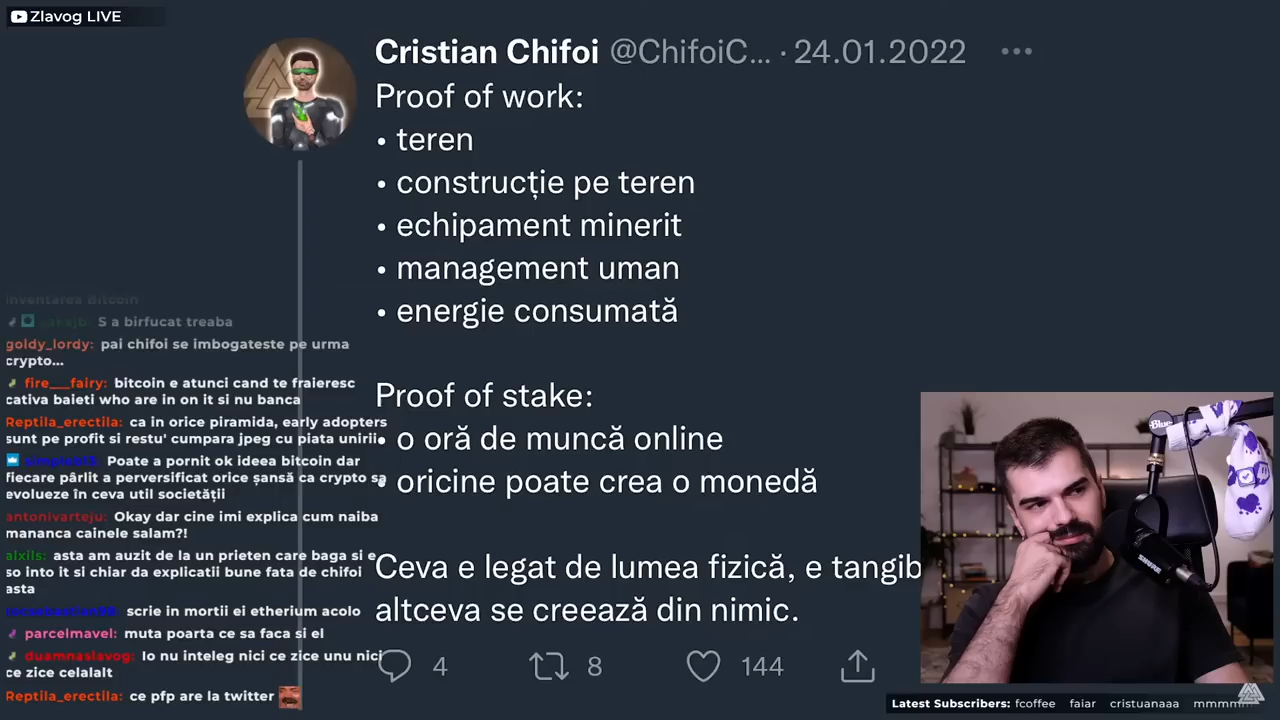 Zlavog LIVE
Cristian Chifoi @ChifoiC... · 24.01.2022
Proof of work:
• teren
• construcție pe teren
• echipament minerit
• management uman
• energie consumată
Proof of stake:
• o oră de muncă online
• oricine poate crea o monedă
Ceva e legat de lumea fizică, e tangib
altceva se creează din nimic.
4 8 144
inventarea Bitcoin
S a birfucat treaba
goldy_lordy: pai chifoi se imbogateste pe urma
crypto...
fire___fairy: bitcoin e atunci cand te fraieresc
cativa baieti who are in on it si nu banca
Reptila_erectila: ca in orice piramida, early adopters
sunt pe profit si restu' cumpara jpeg cu piata unirii
Poate a pornit ok ideea bitcoin dar
fiecare pârlit a perversificat orice șansă ca crypto sa
evolueze în ceva util societății
antonivarteju: Okay dar cine imi explica cum naiba
mananca cainele salam?!
alxils: asta am auzit de la un prieten care baga si e
so into it si chiar da explicatii bune fata de chifoi
asta
scrie in mortii ei etherium acolo
parcelmavel: muta poarta ce sa faca si el
duamnaslavog: Io nu inteleg nici ce zice unu nici
ce zice celalalt
Reptila_erectila: ce pfp are la twitter
Blue
SHURE
Latest Subscribers: fcoffee faiar cristuanaaa